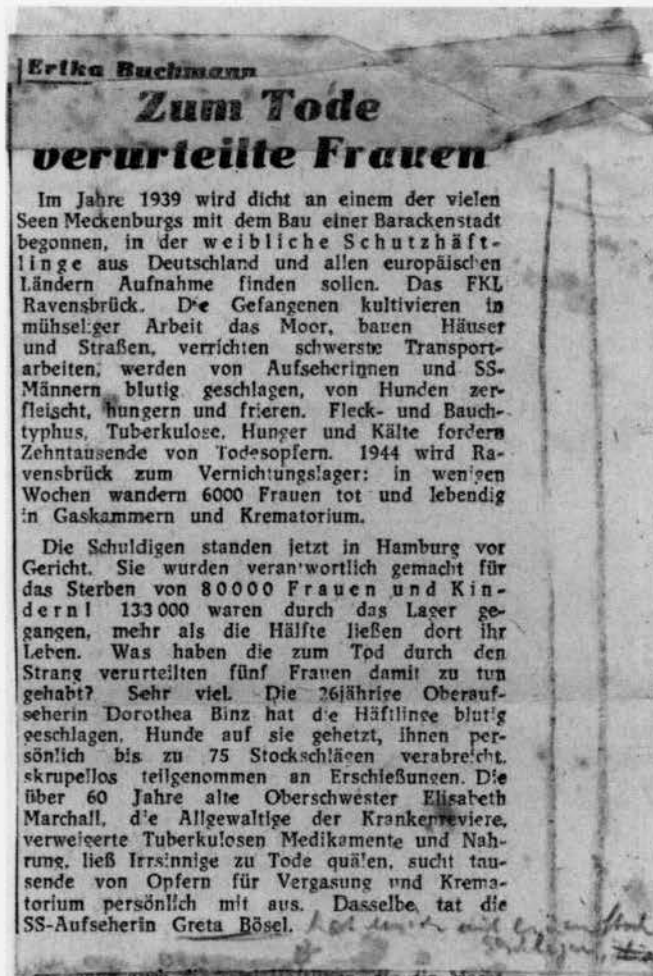 Erika Buchmann
Zum Tode
verurteilte Frauen
Im Jahre 1939 wird dicht an einem der vielen
Seen Meckenburgs mit dem Bau einer Barackenstadt
begonnen, in der weibliche Schutzhäft-
linge aus Deutschland und allen europäischen
Ländern Aufnahme finden sollen. Das FKL
Ravensbrück. Die Gefangenen kultivieren in
mühseliger Arbeit das Moor, bauen Häuser
und Straßen, verrichten schwerste Transport-
arbeiten, werden von Aufseherinnen und SS-
Männern blutig geschlagen, von Hunden zer-
fleischt, hungern und frieren. Fleck- und Bauch-
typhus, Tuberkulose, Hunger und Kälte fordern
Zehntausende von Todesopfern. 1944 wird Ra-
vensbrück zum Vernichtungslager: in wenigen
Wochen wandern 6000 Frauen tot und lebendig
in Gaskammern und Krematorium.
Die Schuldigen standen jetzt in Hamburg vor
Gericht. Sie wurden verantwortlich gemacht für
das Sterben von 80000 Frauen und Kin-
dern! 133 000 waren durch das Lager ge-
gangen, mehr als die Hälfte ließen dort ihr
Leben. Was haben die zum Tod durch den
Strang verurteilten fünf Frauen damit zu tun
gehabt? Sehr viel. Die 26jährige Oberauf-
seherin Dorothea Binz hat die Häftlinge blutig
geschlagen, Hunde auf sie gehetzt, ihnen per-
sönlich bis zu 75 Stockschlägen verabreicht,
skrupellos teilgenommen an Erschießungen. Die
über 60 Jahre alte Oberschwester Elisabeth
Marchall, die Allgewaltige der Krankenreviere,
verweigerte Tuberkulosen Medikamente und Nah-
rung, ließ Irrsinnige zu Tode quälen, sucht tau-
sende von Opfern für Vergasung und Krema-
torium persönlich mit aus. Dasselbe tat die
SS-Aufseherin Greta Bösel. hat mit